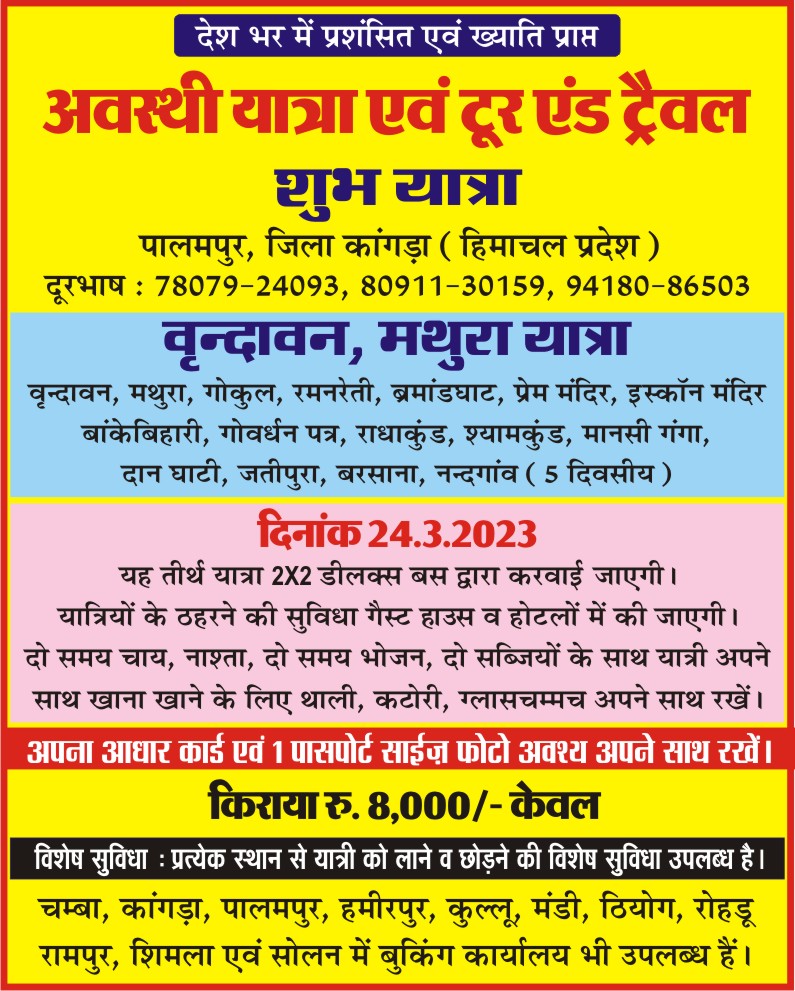 देश भर में प्रशंसित एवं ख्याति प्राप्त
अवस्थी यात्रा एवं टूर एंड ट्रैवल
शुभ यात्रा
पालमपुर, जिला कांगड़ा ( हिमाचल प्रदेश )
दूरभाष : 78079-24093, 80911-30159, 94180-86503
वृन्दावन, मथुरा यात्रा
वृन्दावन, मथुरा, गोकुल, रमनरेती, ब्रमांडघाट, प्रेम मंदिर, इस्कॉन मंदिर
बांकेबिहारी, गोवर्धन पत्र, राधाकुंड, श्यामकुंड, मानसी गंगा,
दान घाटी, जतीपुरा, बरसाना, नन्दगांव ( 5 दिवसीय )
दिनांक 24.3.2023
यह तीर्थ यात्रा 2X2 डीलक्स बस द्वारा करवाई जाएगी।
यात्रियों के ठहरने की सुविधा गैस्ट हाउस व होटलों में की जाएगी।
दो समय चाय, नाश्ता, दो समय भोजन, दो सब्जियों के साथ यात्री अपने
साथ खाना खाने के लिए थाली, कटोरी, ग्लासचम्मच अपने साथ रखें।
अपना आधार कार्ड एवं 1 पासपोर्ट साईज़ फोटो अवश्य अपने साथ रखें।
किराया रु. 8,000/- केवल
विशेष सुविधा : प्रत्येक स्थान से यात्री को लाने व छोड़ने की विशेष सुविधा उपलब्ध है।
चम्बा, कांगड़ा, पालमपुर, हमीरपुर, कुल्लू, मंडी, ठियोग, रोहडू
रामपुर, शिमला एवं सोलन में बुकिंग कार्यालय भी उपलब्ध हैं।